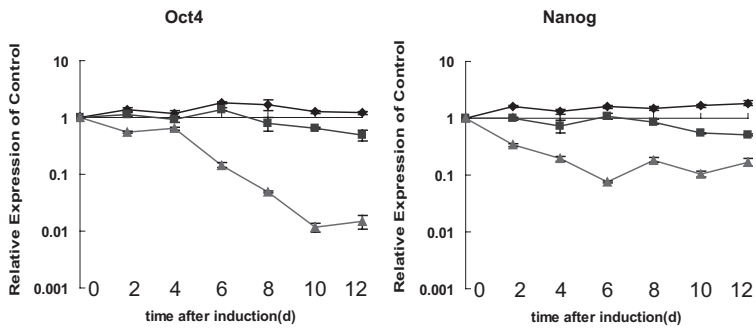 Oct4
Relative Expression of Control
10
1
0.1
0.01
0.001
0 2 4 6 8 10 12
time after induction(d)
Nanog
Relative Expression of Control
10
1
0.1
0.01
0.001
0 2 4 6 8 10 12
time after induction(d)